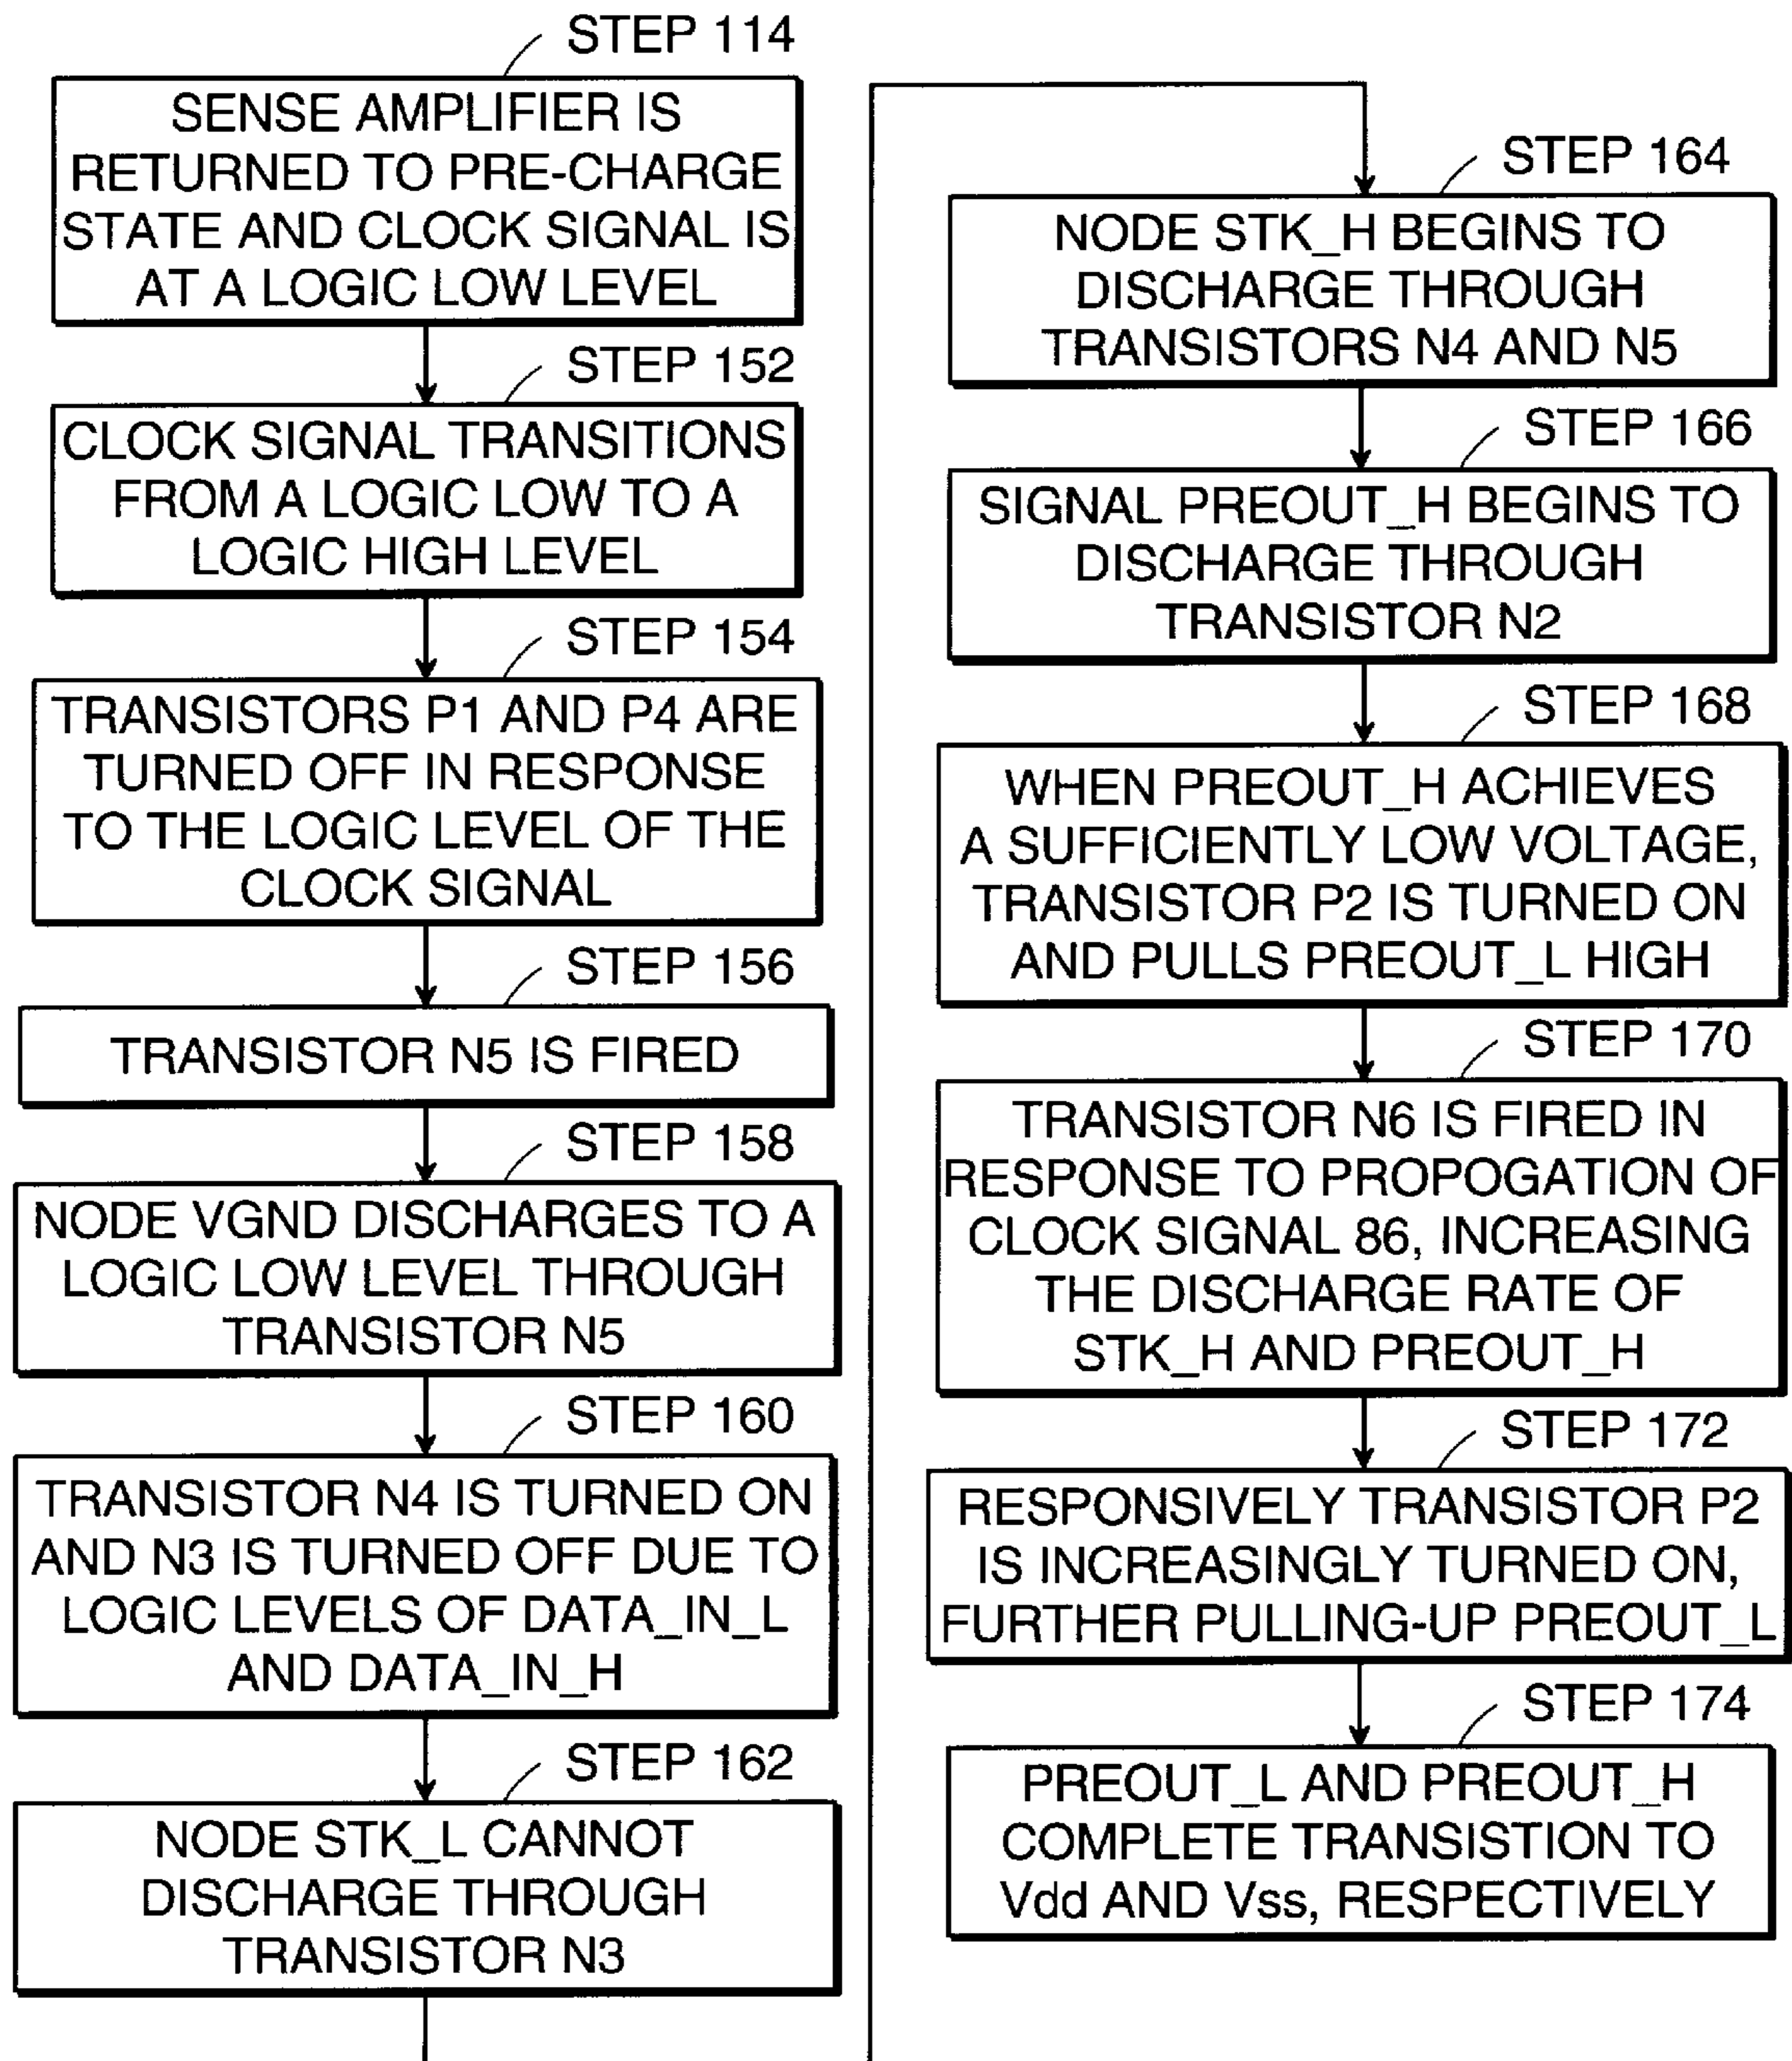 STEP 114
SENSE AMPLIFIER IS
RETURNED TO PRE-CHARGE
STATE AND CLOCK SIGNAL IS
AT A LOGIC LOW LEVEL
STEP 152
CLOCK SIGNAL TRANSITIONS
FROM A LOGIC LOW TO A
LOGIC HIGH LEVEL
STEP 154
TRANSISTORS P1 AND P4 ARE
TURNED OFF IN RESPONSE
TO THE LOGIC LEVEL OF THE
CLOCK SIGNAL
STEP 156
TRANSISTOR N5 IS FIRED
STEP 158
NODE VGND DISCHARGES TO A
LOGIC LOW LEVEL THROUGH
TRANSISTOR N5
STEP 160
TRANSISTOR N4 IS TURNED ON
AND N3 IS TURNED OFF DUE TO
LOGIC LEVELS OF DATA_IN_L
AND DATA_IN_H
STEP 162
NODE STK_L CANNOT
DISCHARGE THROUGH
TRANSISTOR N3
STEP 164
NODE STK_H BEGINS TO
DISCHARGE THROUGH
TRANSISTORS N4 AND N5
STEP 166
SIGNAL PREOUT_H BEGINS TO
DISCHARGE THROUGH
TRANSISTOR N2
STEP 168
WHEN PREOUT_H ACHIEVES
A SUFFICIENTLY LOW VOLTAGE,
TRANSISTOR P2 IS TURNED ON
AND PULLS PREOUT_L HIGH
STEP 170
TRANSISTOR N6 IS FIRED IN
RESPONSE TO PROPOGATION OF
CLOCK SIGNAL 86, INCREASING
THE DISCHARGE RATE OF
STK_H AND PREOUT_H
STEP 172
RESPONSIVELY TRANSISTOR P2
IS INCREASINGLY TURNED ON,
FURTHER PULLING-UP PREOUT_L
STEP 174
PREOUT_L AND PREOUT_H
COMPLETE TRANSISTION TO
Vdd AND Vss, RESPECTIVELY